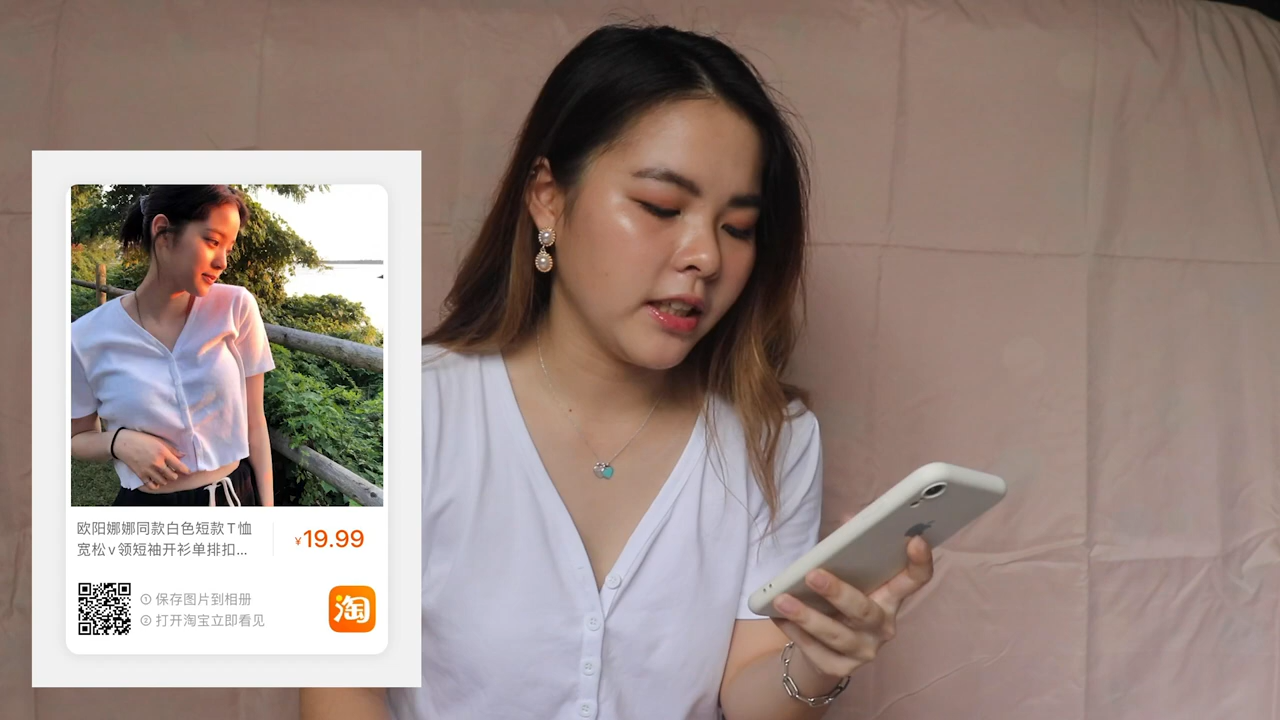 欧阳娜娜同款白色短款T恤
宽松v领短袖开衫单排扣...
¥19.99
① 保存图片到相册
② 打开淘宝立即看见
淘